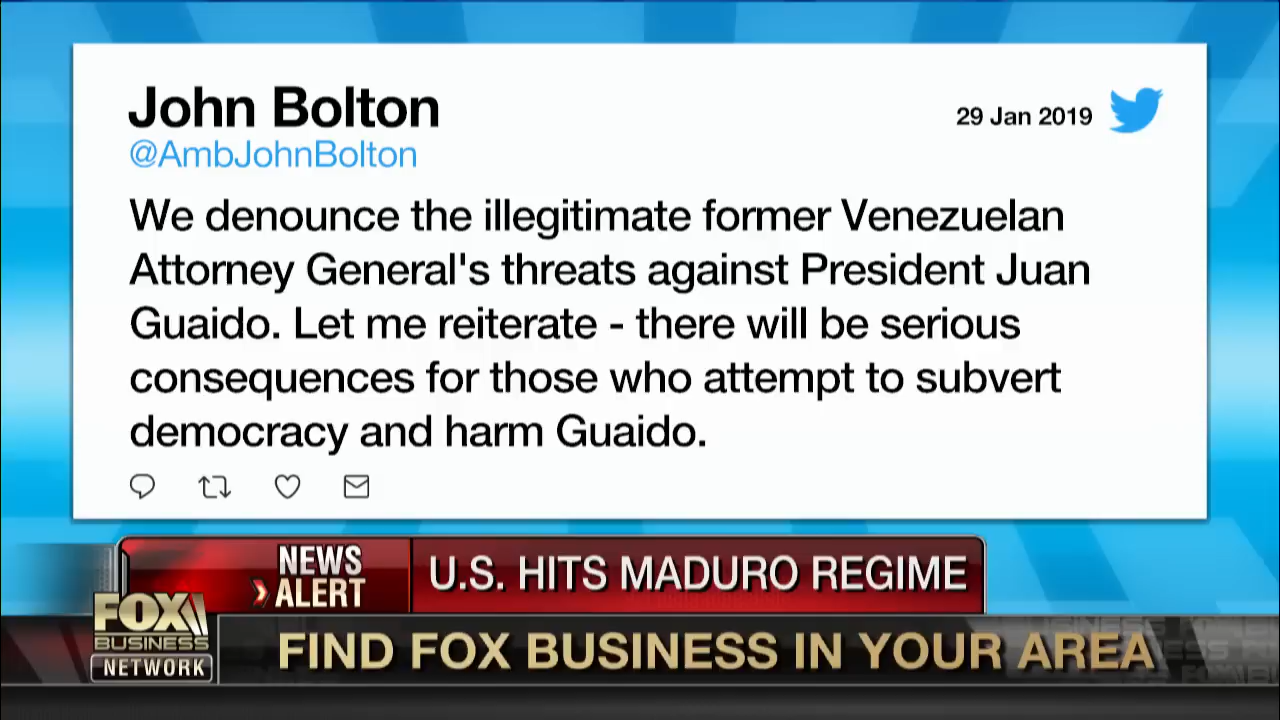 John Bolton
29 Jan 2019
@AmbJohnBolton
We denounce the illegitimate former Venezuelan
Attorney General's threats against President Juan
Guaido. Let me reiterate - there will be serious
consequences for those who attempt to subvert
democracy and harm Guaido.
NEWS
ALERT
U.S. HITS MADURO REGIME
FOX
BUSINESS
NETWORK
FIND FOX BUSINESS IN YOUR AREA